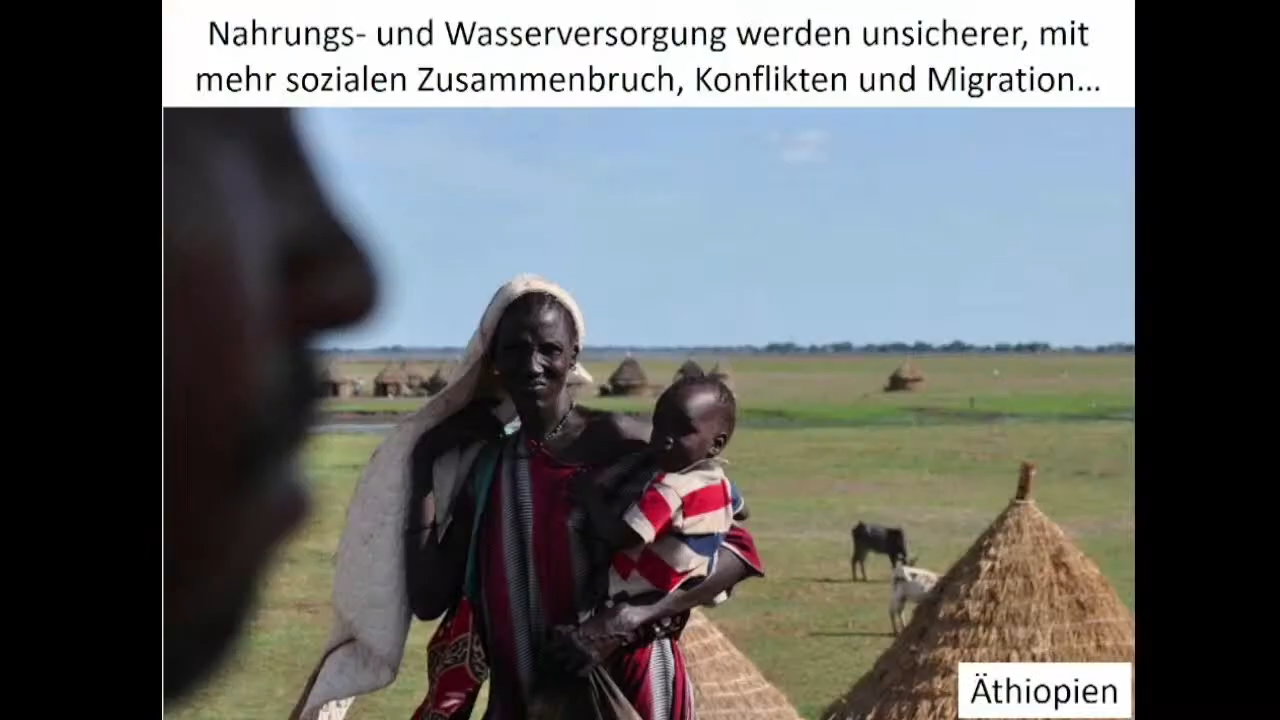 Nahrungs- und Wasserversorgung werden unsicherer, mit
mehr sozialen Zusammenbruch, Konflikten und Migration...
Äthiopien